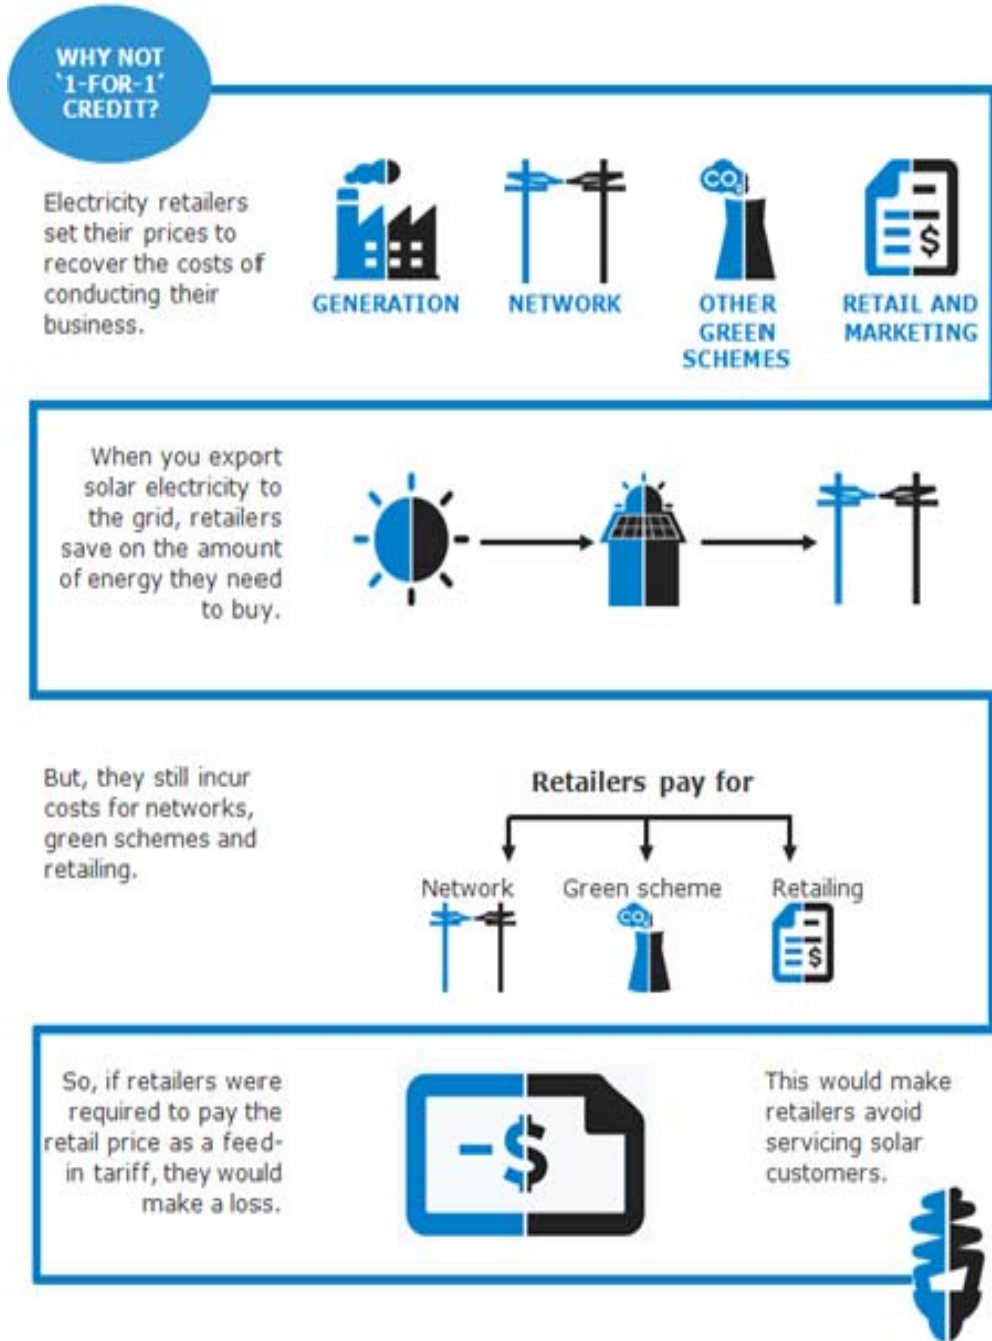 WHY NOT
‘1-FOR-1’
CREDIT?
Electricity retailers
set their prices to
recover the costs of
conducting their
business.
GENERATION
NETWORK
CO₂
OTHER
GREEN
SCHEMES
$
RETAIL AND
MARKETING
When you export
solar electricity to
the grid, retailers
save on the amount
of energy they need
to buy.
But, they still incur
costs for networks,
green schemes and
retailing.
Retailers pay for
Network
Green scheme
Retailing
CO₂
$
So, if retailers were
required to pay the
retail price as a feed-
in tariff, they would
make a loss.
-$
This would make
retailers avoid
servicing solar
customers.